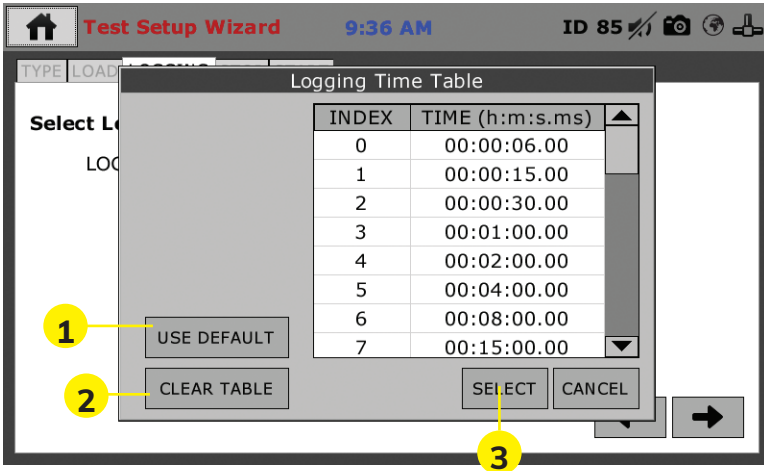 Test Setup Wizard 9:36 AM ID 85
TYPE LOAD
Logging Time Table
Select
INDEX TIME (h:m:s.ms)
0 00:00:06.00
1 00:00:15.00
2 00:00:30.00
3 00:01:00.00
4 00:02:00.00
5 00:04:00.00
6 00:08:00.00
7 00:15:00.00
1
USE DEFAULT
2
CLEAR TABLE
SELECT CANCEL
3